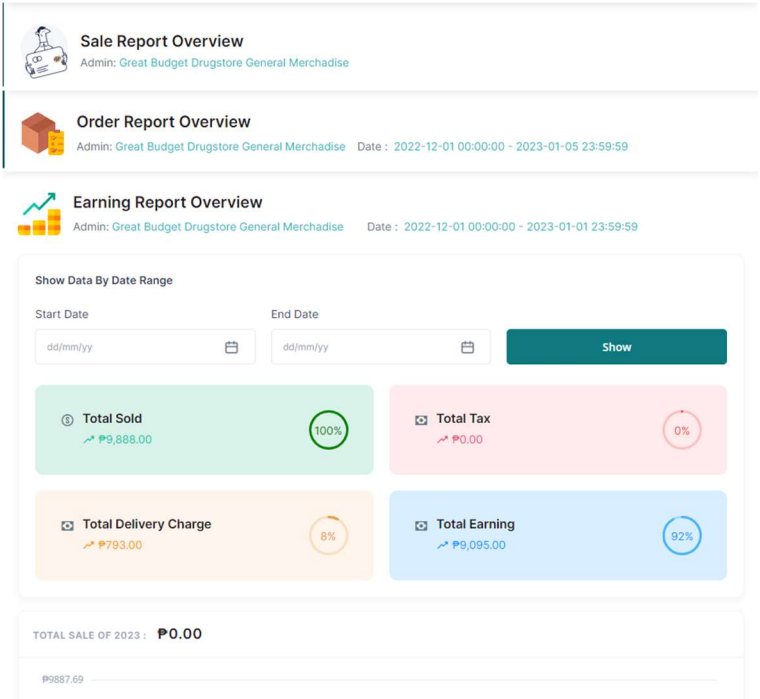 Sale Report Overview
Admin: Great Budget Drugstore General Merchadise
Order Report Overview
Admin: Great Budget Drugstore General Merchadise Date : 2022-12-01 00:00:00 - 2023-01-05 23:59:59
Earning Report Overview
Admin: Great Budget Drugstore General Merchadise Date : 2022-12-01 00:00:00 - 2023-01-01 23:59:59
Show Data By Date Range
Start Date End Date
dd/mm/yy dd/mm/yy Show
Total Sold Total Tax
₱9,888.00 100% ₱0.00 0%
Total Delivery Charge Total Earning
₱793.00 8% ₱9,095.00 92%
TOTAL SALE OF 2023 : ₱0.00
₱9887.69